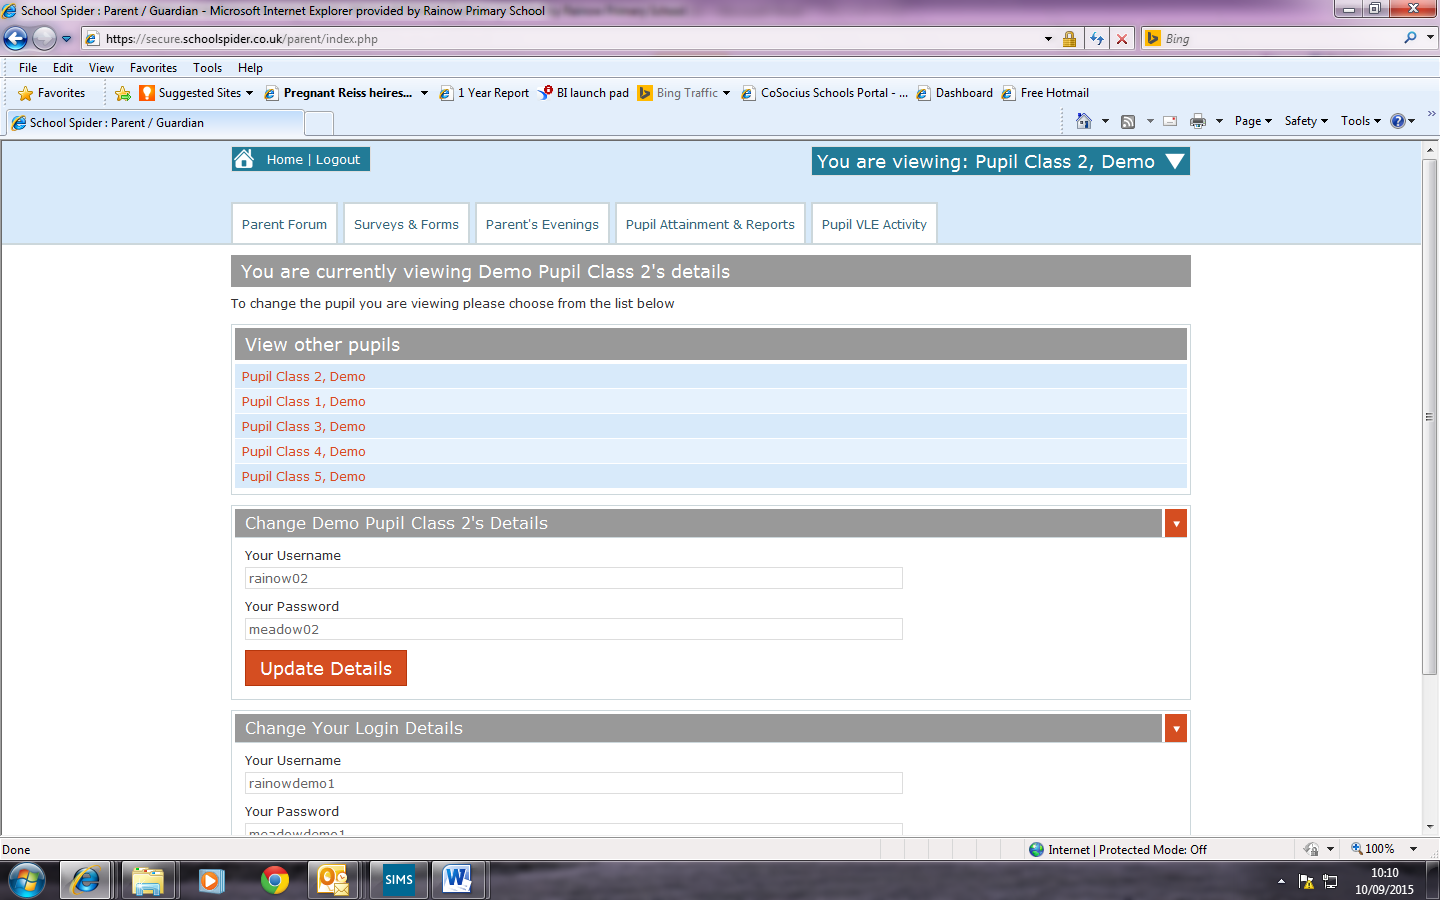 School Spider : Parent / Guardian - Microsoft Internet Explorer provided by Rainow Primary School
https://secure.schoolspider.co.uk/parent/index.php
Bing
File Edit View Favorites Tools Help
Favorites Suggested Sites Pregnant Reiss heires... 1 Year Report BI launch pad Bing Traffic CoSocius Schools Portal - ... Dashboard Free Hotmail
School Spider : Parent / Guardian
Page Safety Tools
Home | Logout
You are viewing: Pupil Class 2, Demo
Parent Forum Surveys & Forms Parent's Evenings Pupil Attainment & Reports Pupil VLE Activity
You are currently viewing Demo Pupil Class 2's details
To change the pupil you are viewing please choose from the list below
View other pupils
Pupil Class 2, Demo
Pupil Class 1, Demo
Pupil Class 3, Demo
Pupil Class 4, Demo
Pupil Class 5, Demo
Change Demo Pupil Class 2's Details
Your Username
rainow02
Your Password
meadow02
Update Details
Change Your Login Details
Your Username
rainowdemo1
Your Password
meadowdemo1
Done
Internet | Protected Mode: Off
100%
SIMS
10:10
10/09/2015